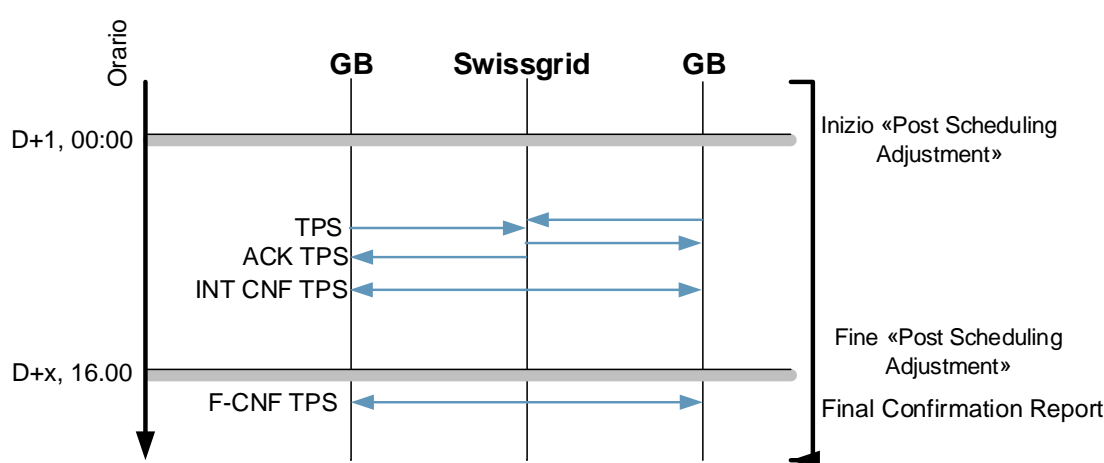 Orario
GB
Swissgrid
GB
D+1, 00:00
Inizio «Post Scheduling
Adjustment»
TPS
ACK TPS
INT CNF TPS
Fine «Post Scheduling
Adjustment»
D+x, 16.00
F-CNF TPS
Final Confirmation Report